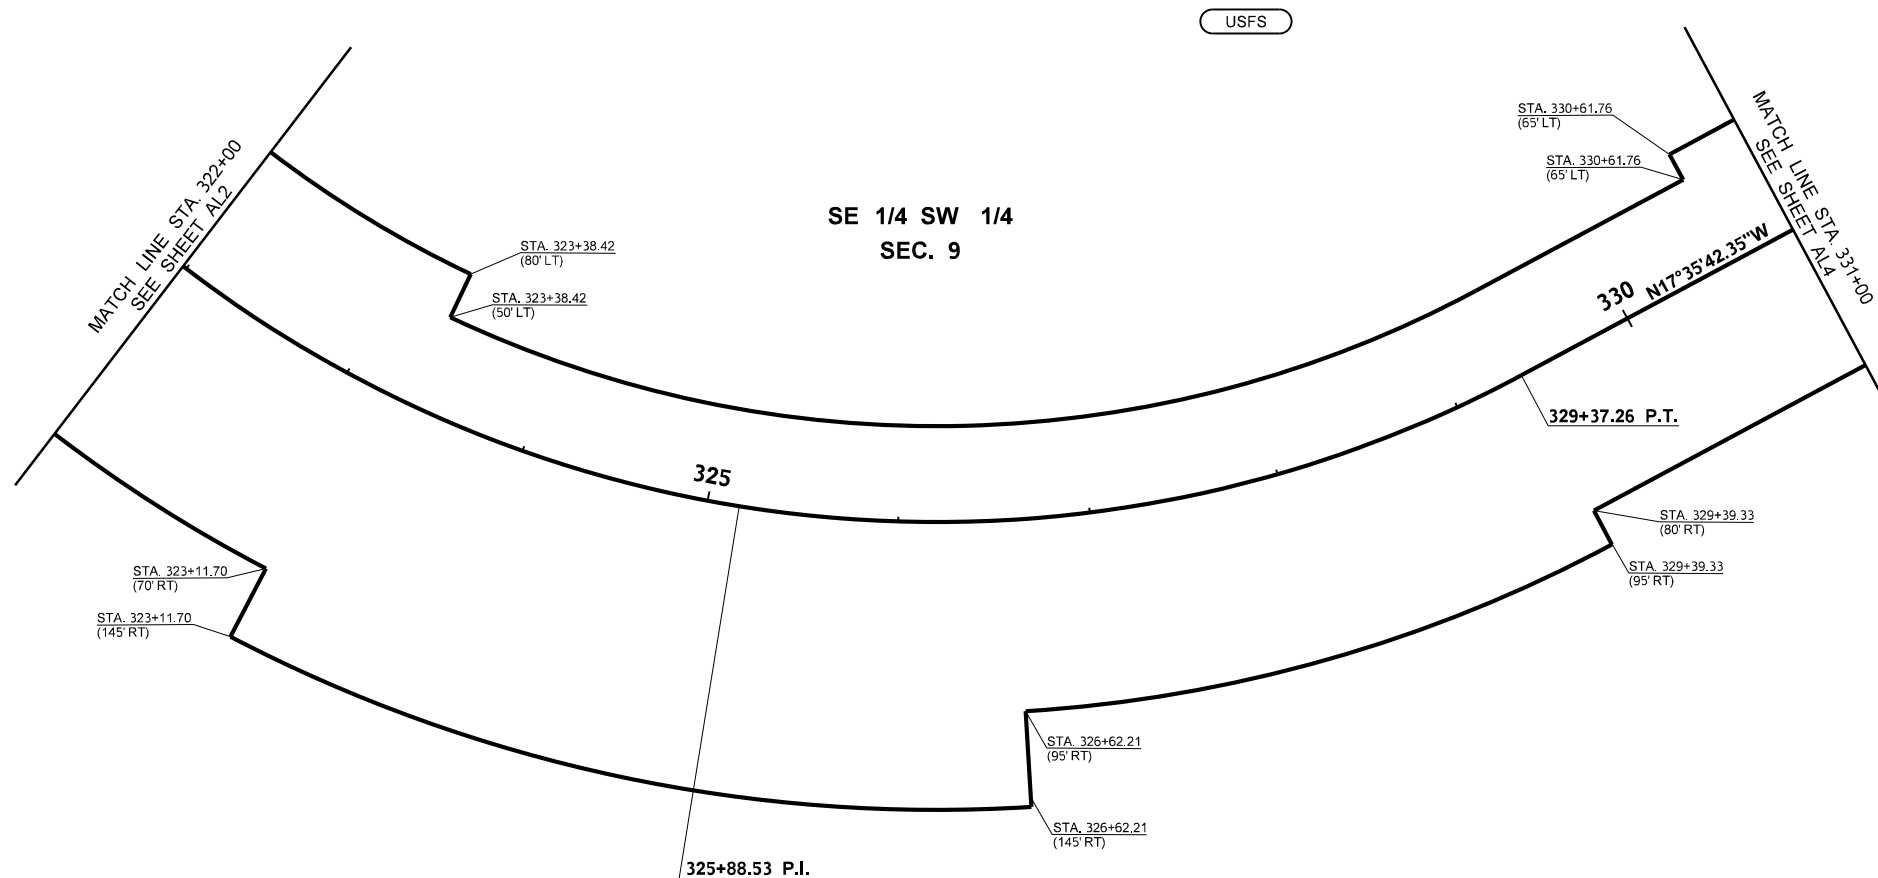 USFS
MATCH LINE STA. 322+00
SEE SHEET AL2
STA. 323+38.42
(80' LT)
STA. 323+38.42
(50' LT)
SE 1/4 SW 1/4
SEC. 9
STA. 330+61.76
(65' LT)
STA. 330+61.76
(65' LT)
MATCH LINE STA. 331+00
SEE SHEET AL4
330
N17°35'42.35"W
325
329+37.26 P.T.
STA. 329+39.33
(80' RT)
STA. 329+39.33
(95' RT)
STA. 323+11.70
(70' RT)
STA. 323+11.70
(145' RT)
STA. 326+62.21
(95' RT)
STA. 326+62.21
(145' RT)
325+88.53 P.I.